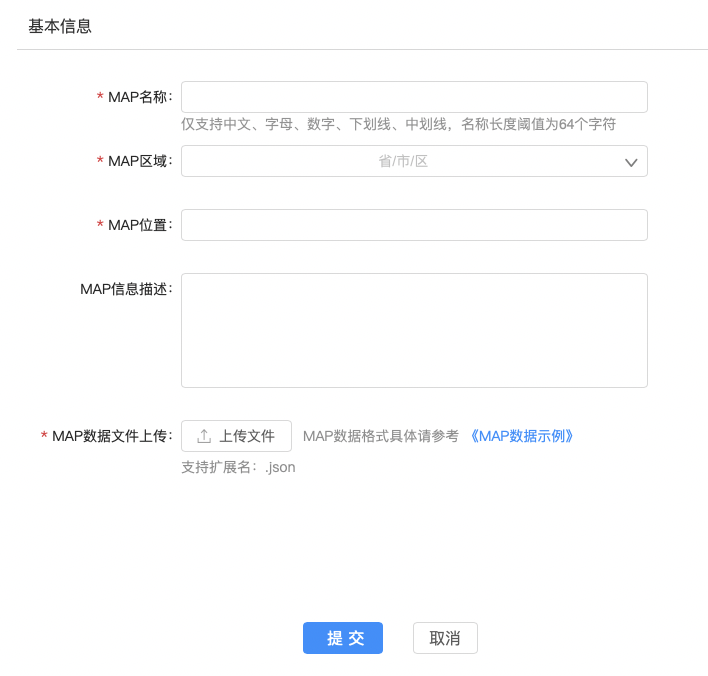 基本信息
* MAP名称：
仅支持中文、字母、数字、下划线、中划线，名称长度阈值为64个字符
* MAP区域： 省/市/区
* MAP位置：
MAP信息描述：
* MAP数据文件上传： 上传文件 MAP数据格式具体请参考 《MAP数据示例》
支持扩展名：.json
提 交 取消